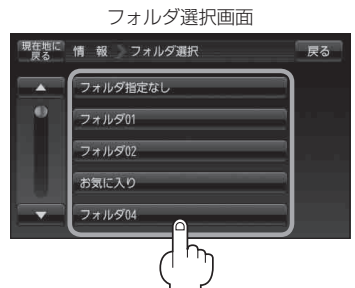 フォルダ選択画面
現在地に
戻る
情 報 フォルダ選択
戻る
フォルダ指定なし
フォルダ01
フォルダ02
お気に入り
フォルダ04